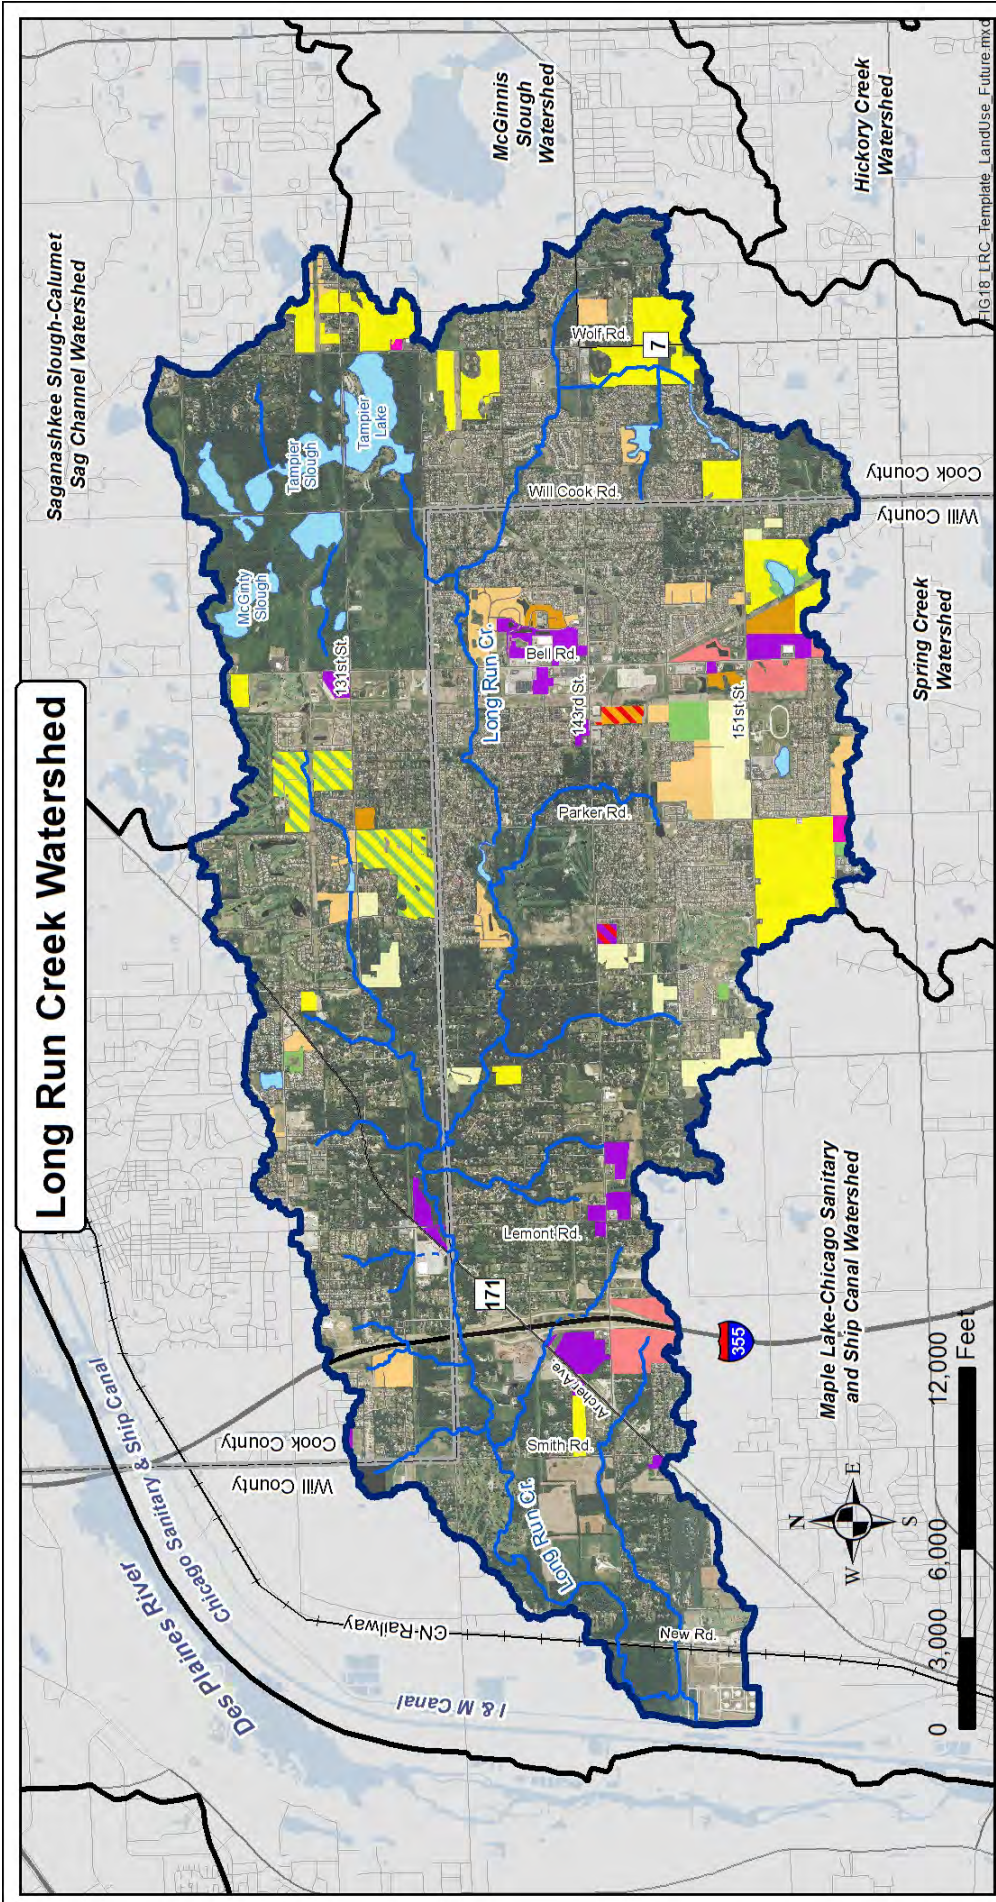 Long Run Creek Watershed
Saganashkee Slough-Calumet
Sag Channel Watershed
McGinnis
Slough
Watershed
Hickory Creek
Watershed
Spring Creek
Watershed
Maple Lake-Chicago Sanitary
and Ship Canal Watershed
Des Plaines River
Chicago Sanitary & Ship Canal
I & M Canal
CN-Railway
Cook County
Will County
Cook County
Will County
McGinty
Slough
Tampier
Slough
Tampier
Lake
131st St.
Long Run Cr.
Bell Rd.
143rd St.
151st St.
Will Cook Rd.
Wolf Rd.
7
Parker Rd.
Lemont Rd.
171
355
Archer Ave.
Smith Rd.
Long Run Cr.
New Rd.
N
W
E
S
0 3,000 6,000 12,000
Feet
FIG18_LRC_Template_LandUse_Future.mxd